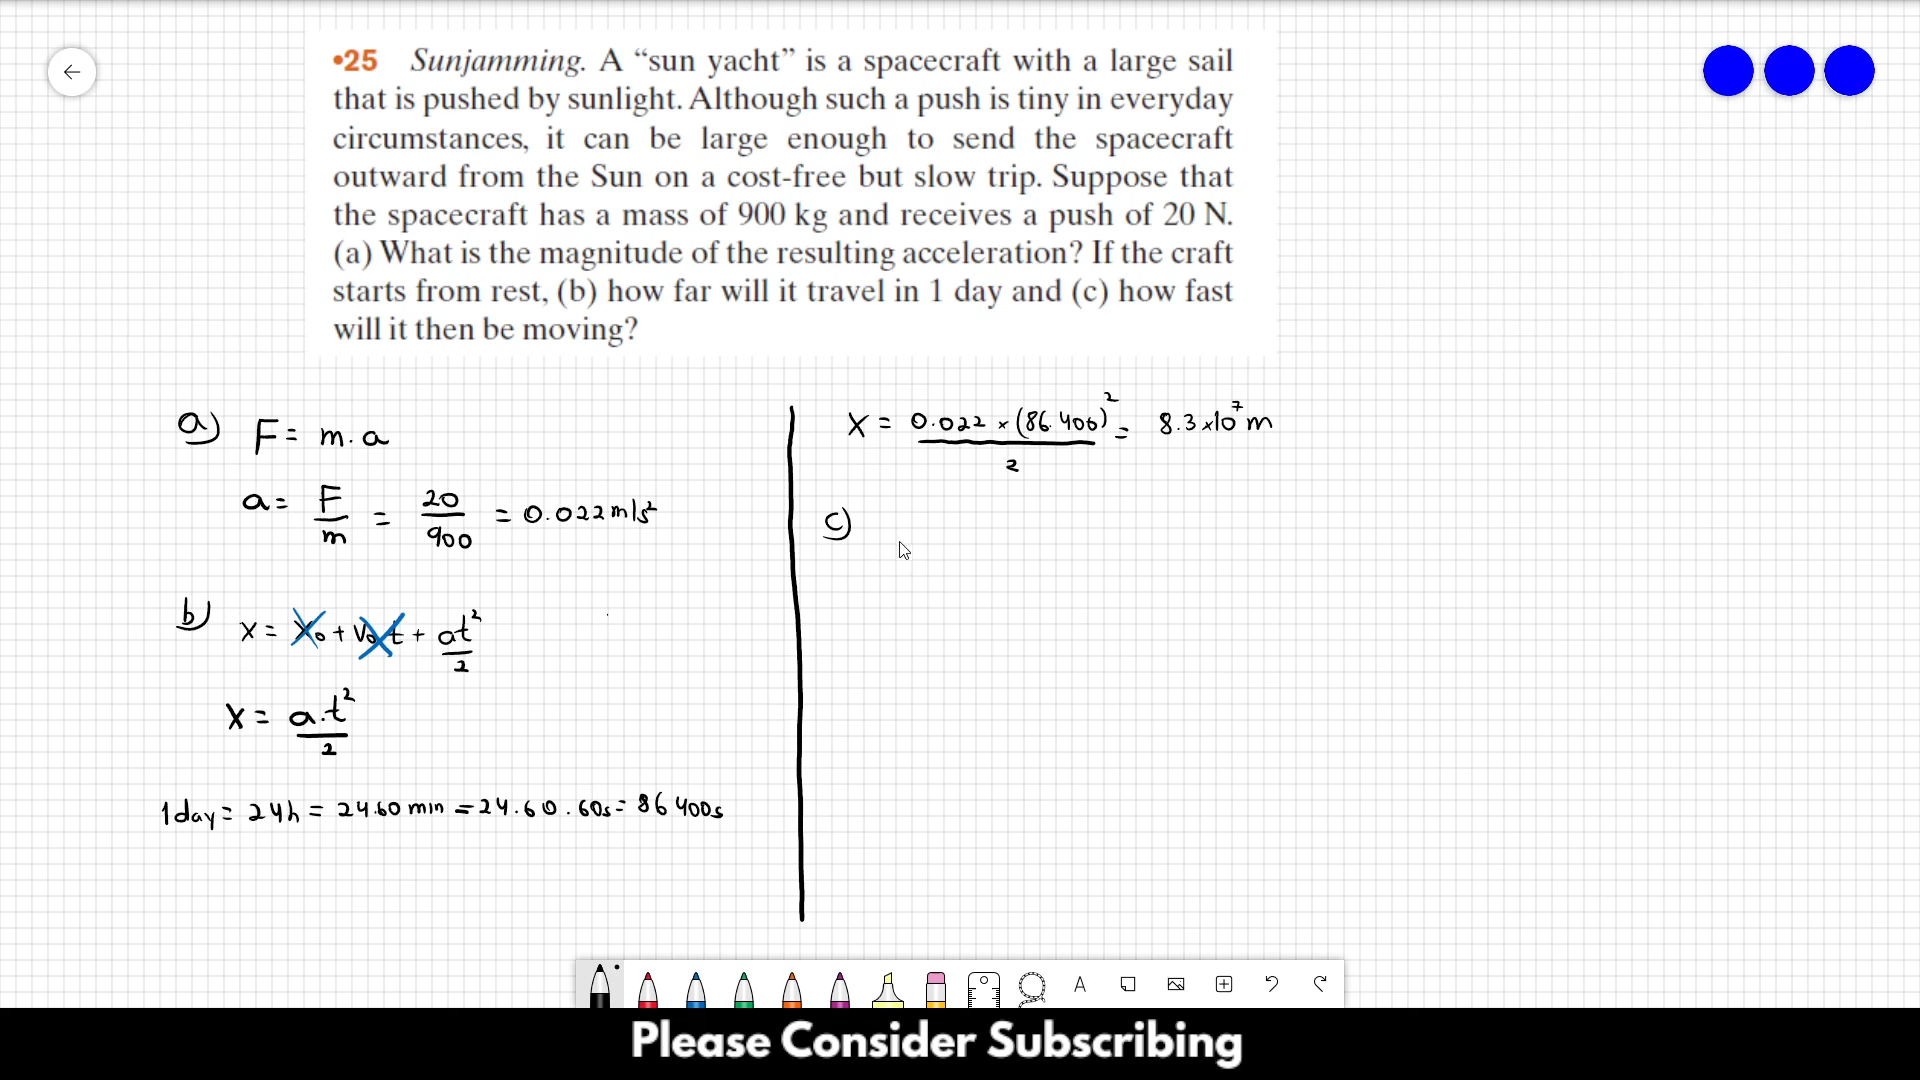 •25 Sunjamming. A “sun yacht” is a spacecraft with a large sail
that is pushed by sunlight. Although such a push is tiny in everyday
circumstances, it can be large enough to send the spacecraft
outward from the Sun on a cost-free but slow trip. Suppose that
the spacecraft has a mass of 900 kg and receives a push of 20 N.
(a) What is the magnitude of the resulting acceleration? If the craft
starts from rest, (b) how far will it travel in 1 day and (c) how fast
will it then be moving?
a) F = m.a
a = F/m = 20/900 = 0.022 m/s²
b) x = x₀ + v₀t + at²/2
x = a.t²/2
1day = 24h = 24.60 min = 24.60.60s = 86 400s
x = 0.022 × (86.400)²/2 = 8.3 × 10⁷ m
c)
A
Please Consider Subscribing